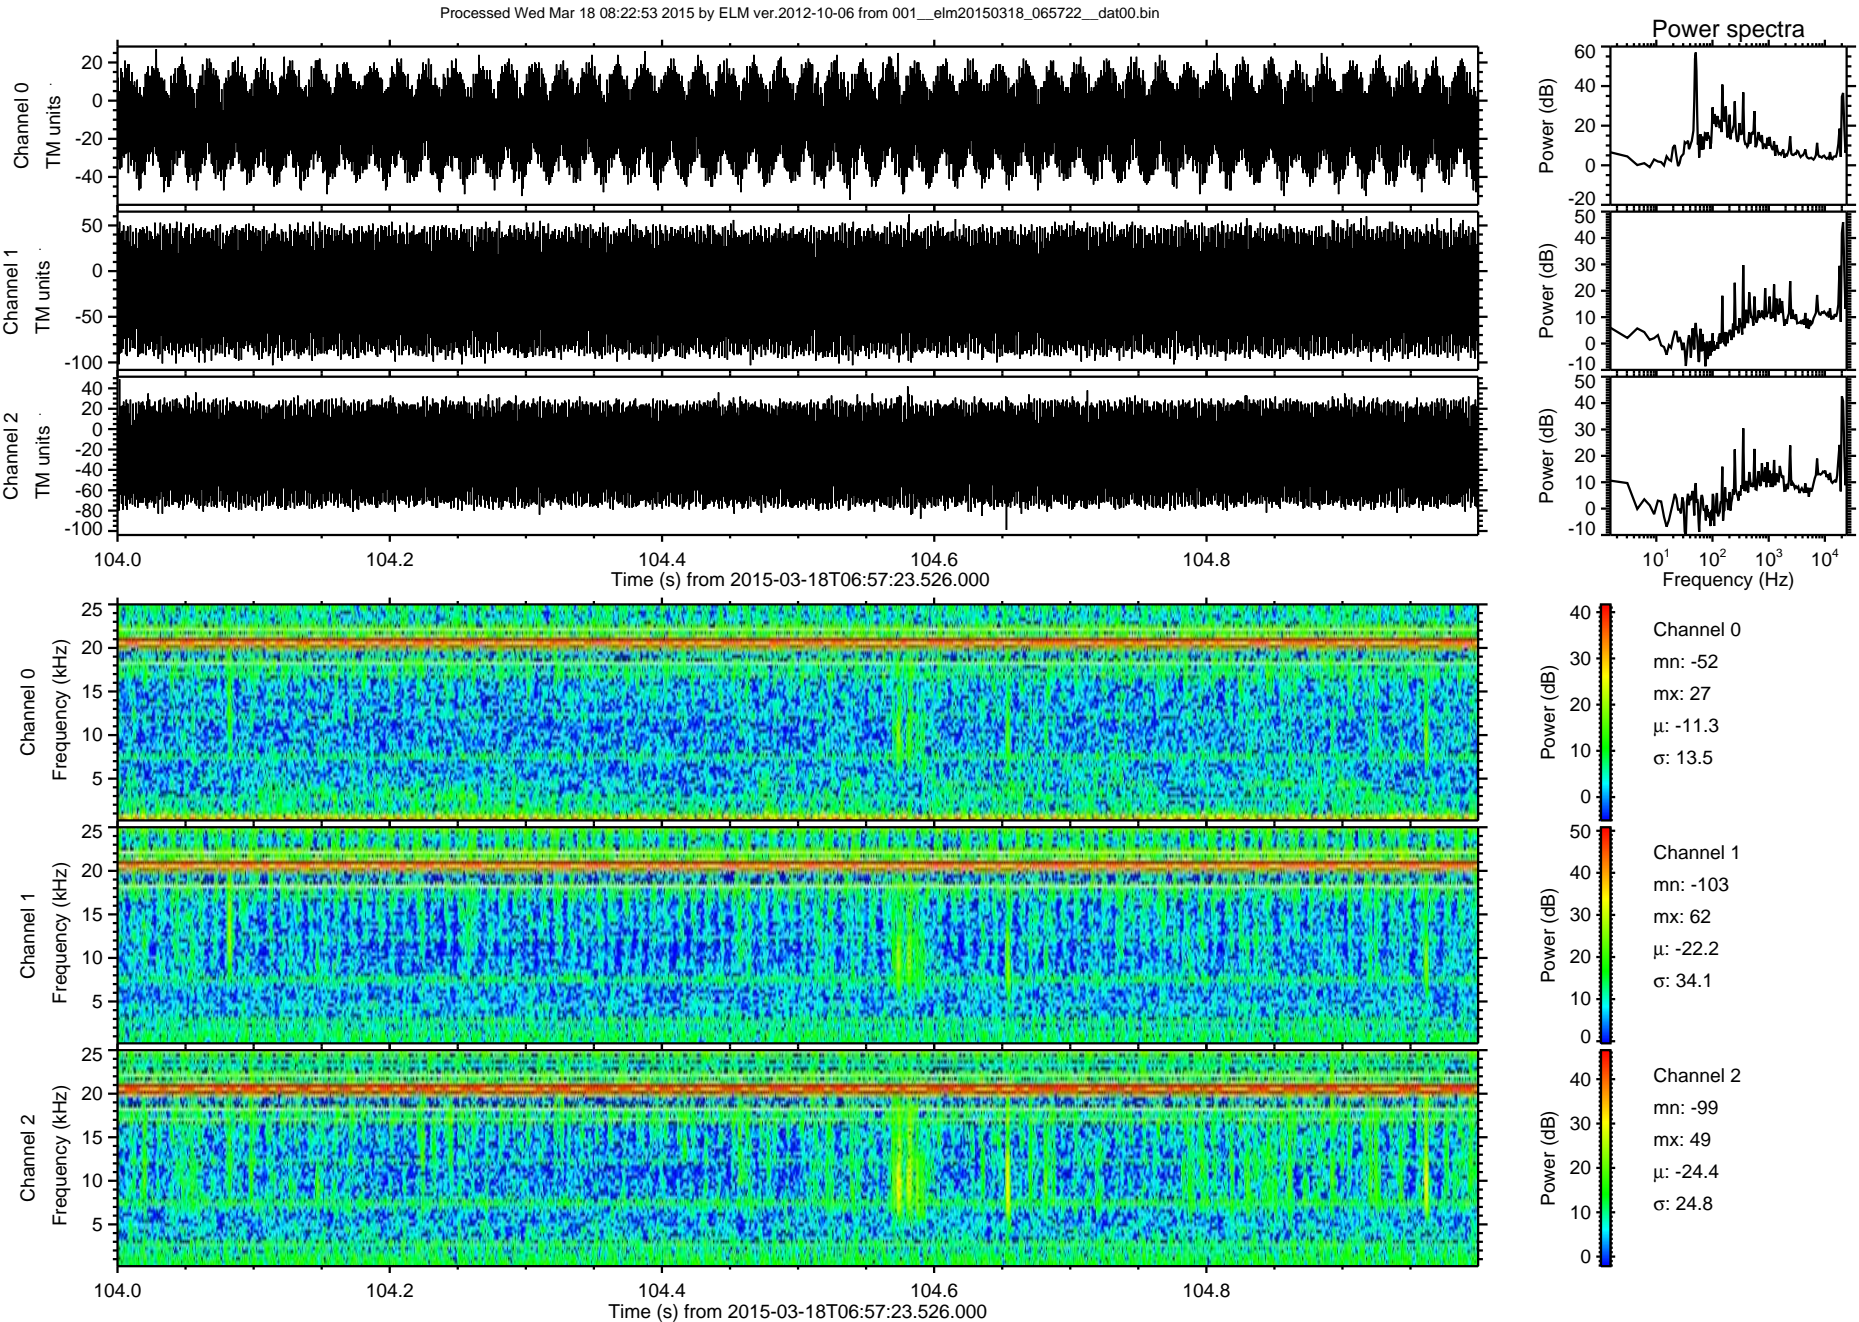 Processed Wed Mar 18 08:22:53 2015 by ELM ver.2012-10-06 from 001__elm20150318_065722__dat00.bin
Power spectra
Channel 0
TM units
20
0
-20
-40
Power (dB)
60
40
20
0
-20
Channel 1
TM units
50
0
-50
-100
Power (dB)
50
40
30
20
10
0
-10
Channel 2
TM units
40
20
0
-20
-40
-60
-80
-100
Power (dB)
50
40
30
20
10
0
-10
104.0 104.2 104.4 104.6 104.8
Time (s) from 2015-03-18T06:57:23.526.000
10¹ 10² 10³ 10⁴
Frequency (Hz)
Channel 0
Frequency (kHz)
25
20
15
10
5
Power (dB)
40
30
20
10
0
Channel 0
mn: -52
mx: 27
µ: -11.3
σ: 13.5
Channel 1
Frequency (kHz)
25
20
15
10
5
Power (dB)
50
40
30
20
10
0
Channel 1
mn: -103
mx: 62
µ: -22.2
σ: 34.1
Channel 2
Frequency (kHz)
25
20
15
10
5
Power (dB)
40
30
20
10
0
Channel 2
mn: -99
mx: 49
µ: -24.4
σ: 24.8
104.0 104.2 104.4 104.6 104.8
Time (s) from 2015-03-18T06:57:23.526.000